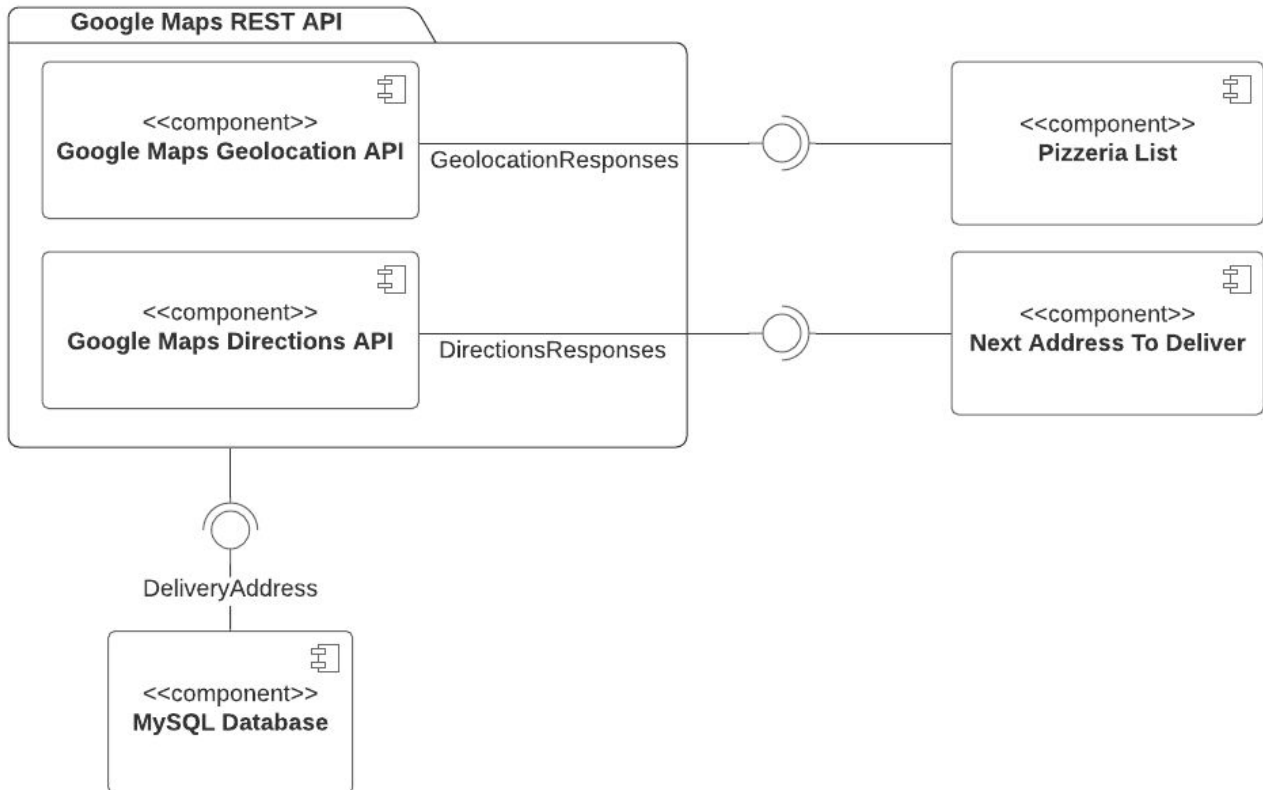 Google Maps REST API
<<component>>
Google Maps Geolocation API
GeolocationResponses
<<component>>
Pizzeria List
<<component>>
Google Maps Directions API
DirectionsResponses
<<component>>
Next Address To Deliver
DeliveryAddress
<<component>>
MySQL Database